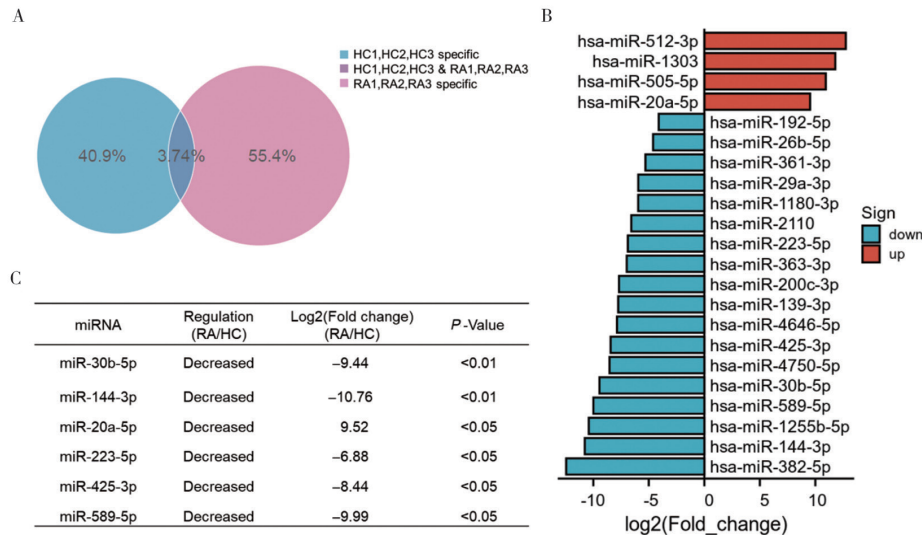 A
HC1,HC2,HC3 specific
HC1,HC2,HC3 & RA1,RA2,RA3
RA1,RA2,RA3 specific
40.9%
3.74%
55.4%
B
hsa-miR-512-3p
hsa-miR-1303
hsa-miR-505-5p
hsa-miR-20a-5p
hsa-miR-192-5p
hsa-miR-26b-5p
hsa-miR-361-3p
hsa-miR-29a-3p
hsa-miR-1180-3p
hsa-miR-2110
hsa-miR-223-5p
hsa-miR-363-3p
hsa-miR-200c-3p
hsa-miR-139-3p
hsa-miR-4646-5p
hsa-miR-425-3p
hsa-miR-4750-5p
hsa-miR-30b-5p
hsa-miR-589-5p
hsa-miR-1255b-5p
hsa-miR-144-3p
hsa-miR-382-5p
-10 -5 0 5 10
log2(Fold_change)
Sign
down
up
C
miRNA Regulation (RA/HC) Log2(Fold change) (RA/HC) P-Value
miR-30b-5p Decreased –9.44 <0.01
miR-144-3p Decreased –10.76 <0.01
miR-20a-5p Decreased 9.52 <0.05
miR-223-5p Decreased –6.88 <0.05
miR-425-3p Decreased –8.44 <0.05
miR-589-5p Decreased –9.99 <0.05